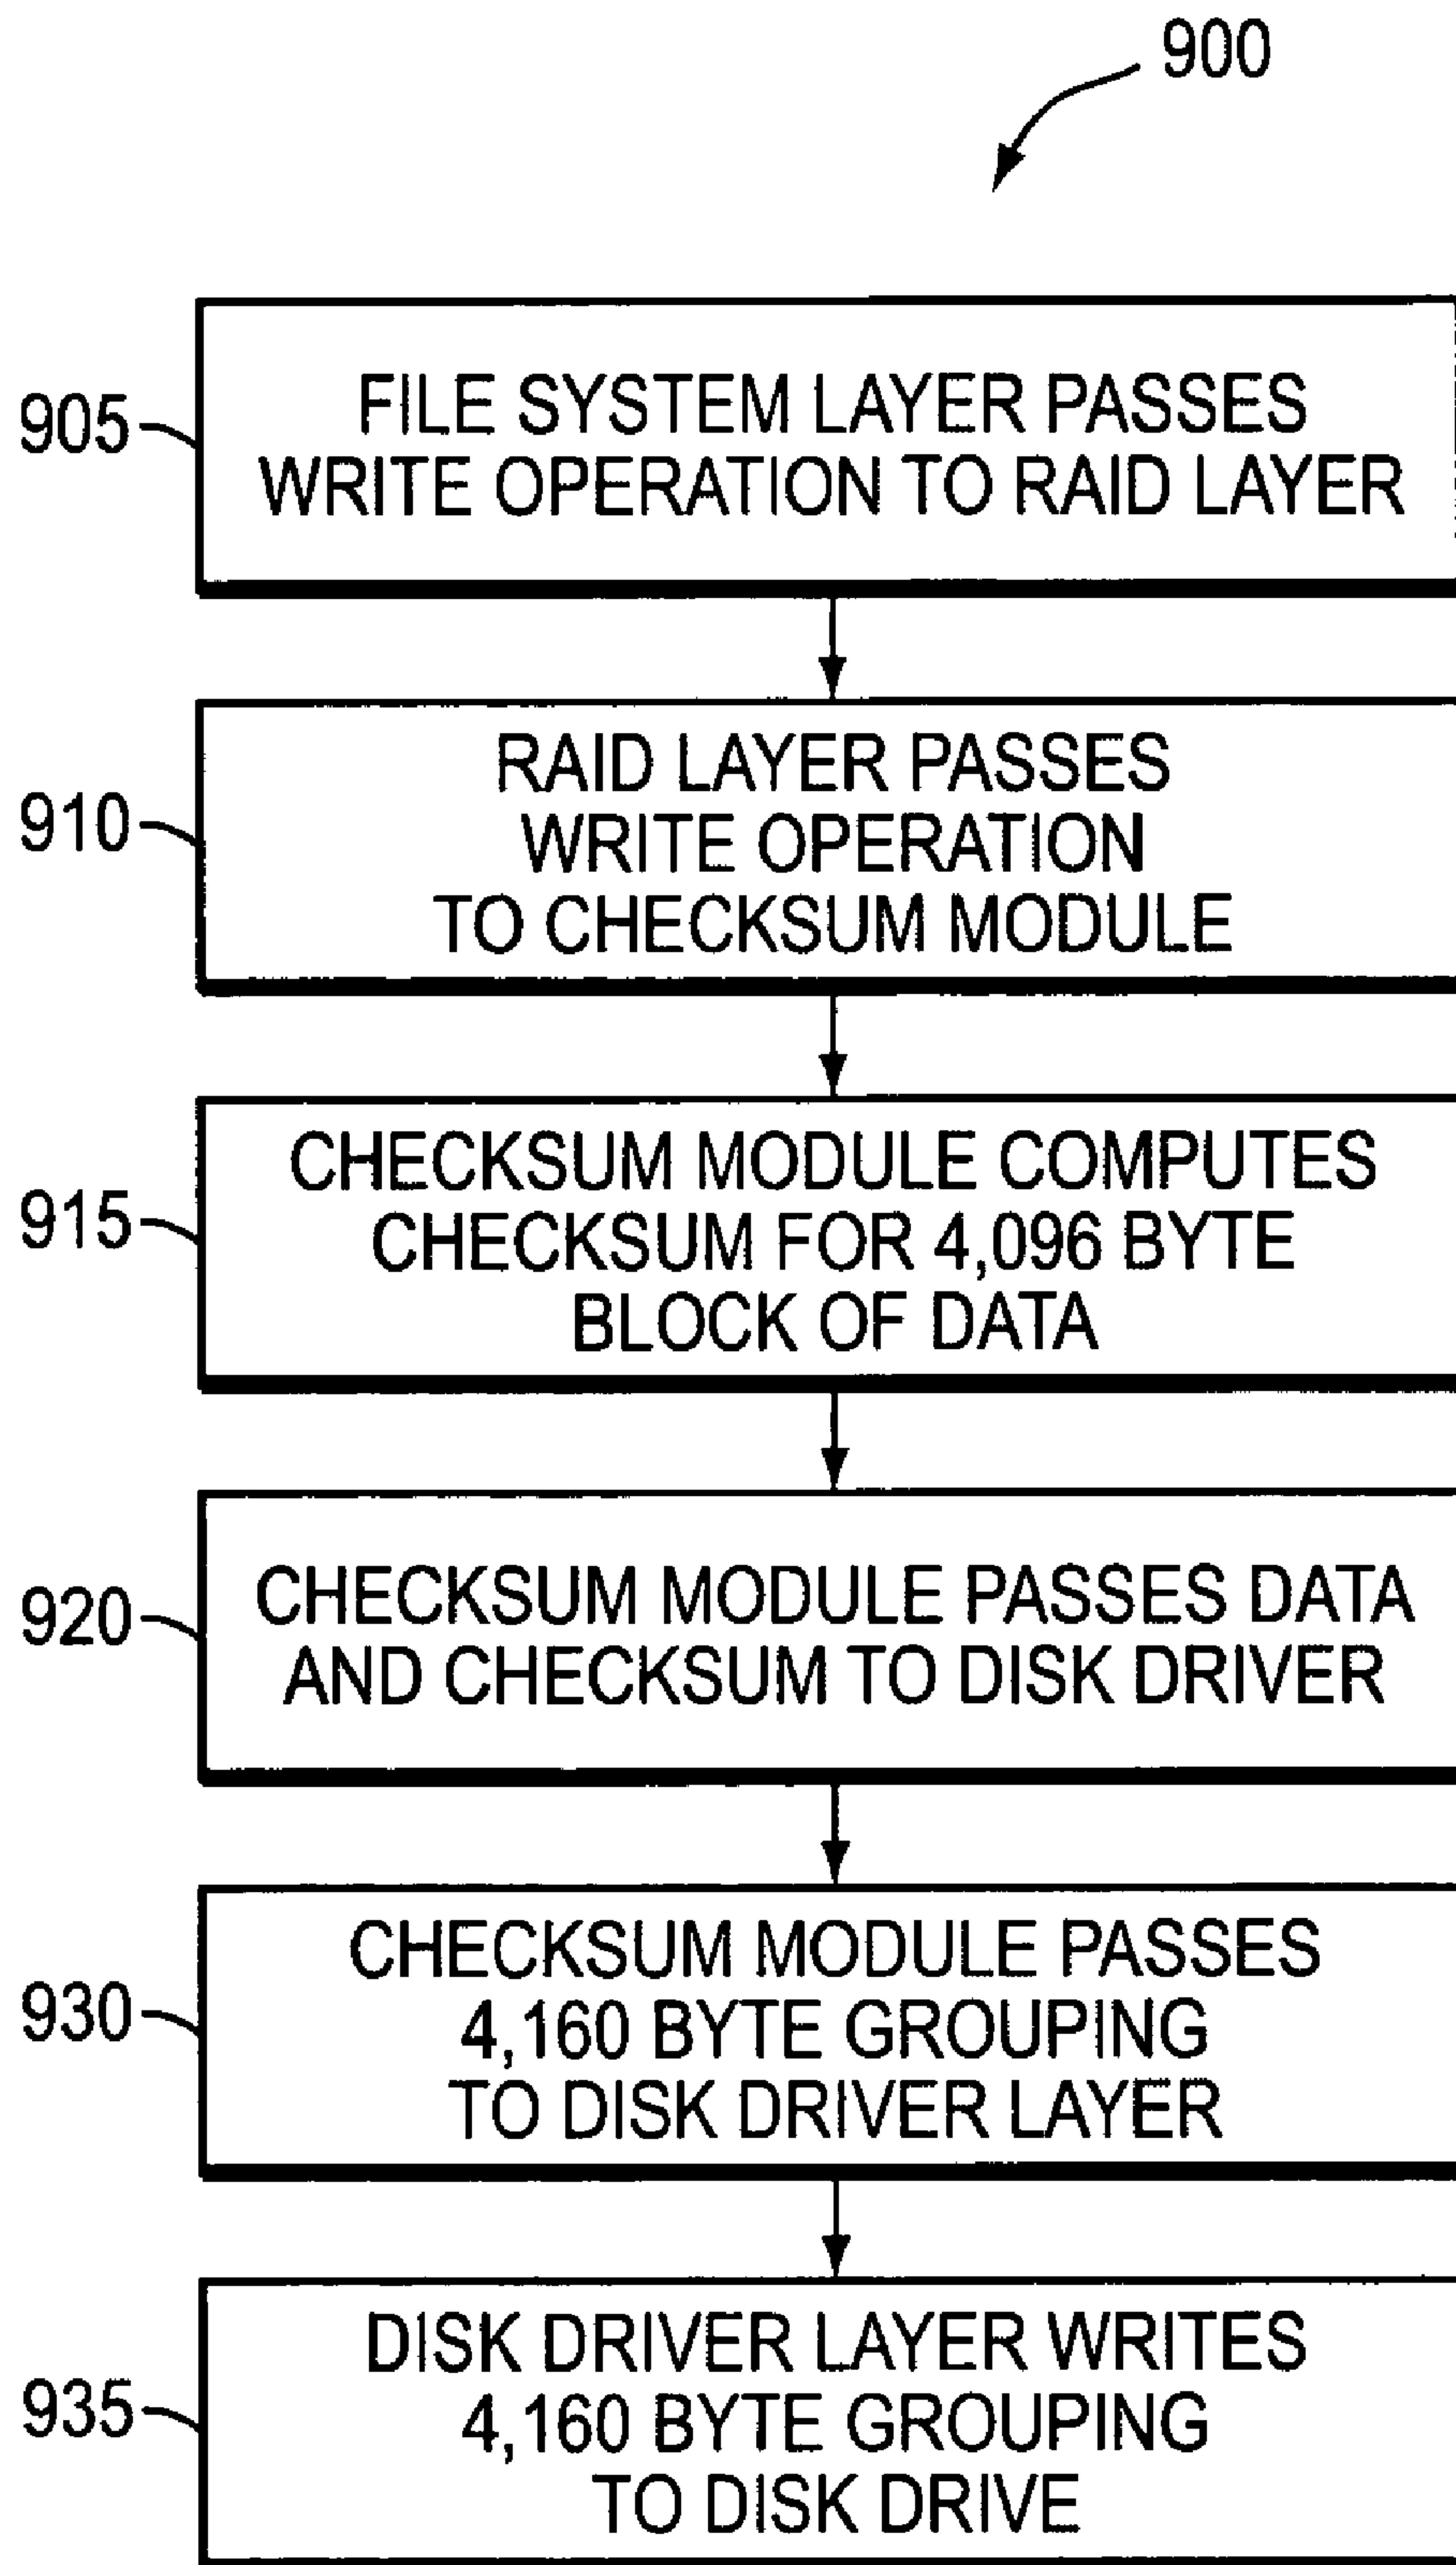 900
905
FILE SYSTEM LAYER PASSES
WRITE OPERATION TO RAID LAYER
910
RAID LAYER PASSES
WRITE OPERATION
TO CHECKSUM MODULE
915
CHECKSUM MODULE COMPUTES
CHECKSUM FOR 4,096 BYTE
BLOCK OF DATA
920
CHECKSUM MODULE PASSES DATA
AND CHECKSUM TO DISK DRIVER
930
CHECKSUM MODULE PASSES
4,160 BYTE GROUPING
TO DISK DRIVER LAYER
935
DISK DRIVER LAYER WRITES
4,160 BYTE GROUPING
TO DISK DRIVE